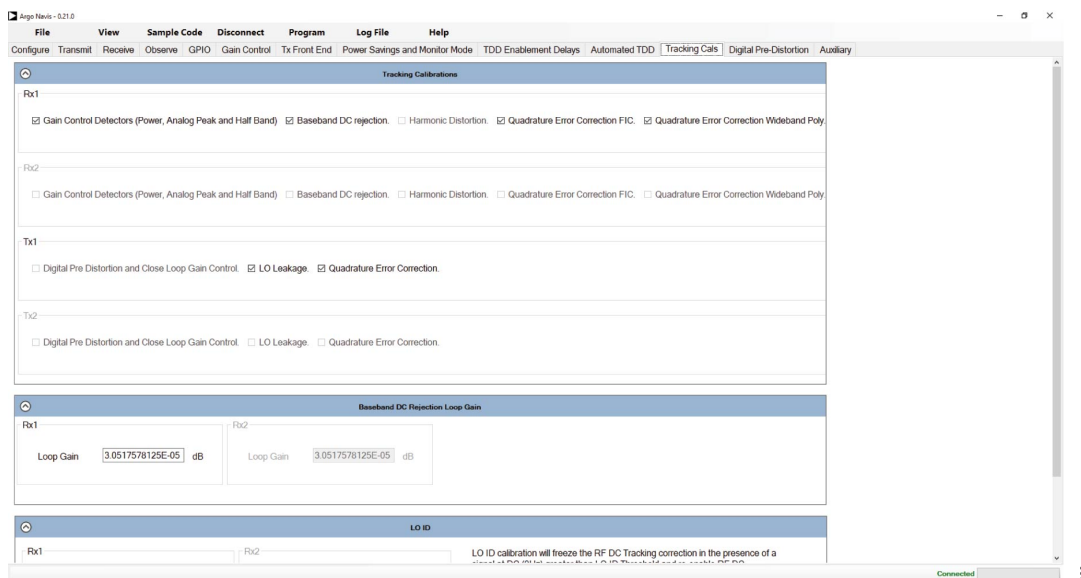 Argo Navis - 0.21.0
File View Sample Code Disconnect Program Log File Help
Configure Transmit Receive Observe GPIO Gain Control Tx Front End Power Savings and Monitor Mode TDD Enablement Delays Automated TDD Tracking Cals Digital Pre-Distortion Auxiliary
Tracking Calibrations
Rx1
Gain Control Detectors (Power, Analog Peak and Half Band) Baseband DC rejection. Harmonic Distortion. Quadrature Error Correction FIC. Quadrature Error Correction Wideband Poly.
Rx2
Gain Control Detectors (Power, Analog Peak and Half Band) Baseband DC rejection. Harmonic Distortion. Quadrature Error Correction FIC. Quadrature Error Correction Wideband Poly.
Tx1
Digital Pre Distortion and Close Loop Gain Control. LO Leakage. Quadrature Error Correction.
Tx2
Digital Pre Distortion and Close Loop Gain Control. LO Leakage. Quadrature Error Correction.
Baseband DC Rejection Loop Gain
Rx1 Rx2
Loop Gain 3.0517578125E-05 dB Loop Gain 3.0517578125E-05 dB
LO ID
Rx1 Rx2 LO ID calibration will freeze the RF DC Tracking correction in the presence of a
Connected